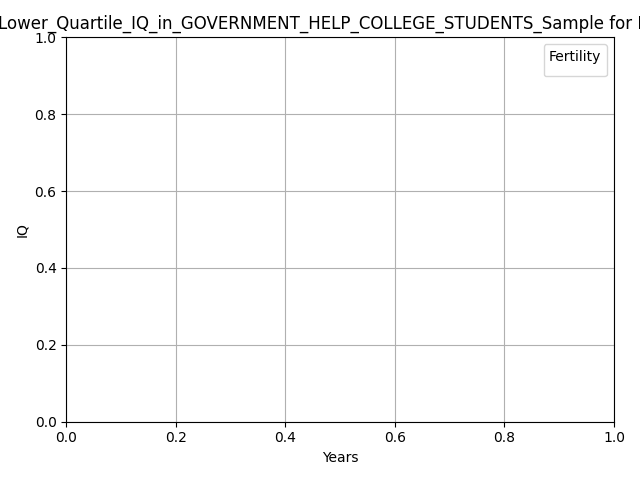 Lower_Quartile_IQ_in_GOVERNMENT_HELP_COLLEGE_STUDENTS_Sample for
Fertility
1.0
0.8
0.6
0.4
0.2
0.0
IQ
0.0 0.2 0.4 0.6 0.8 1.0
Years